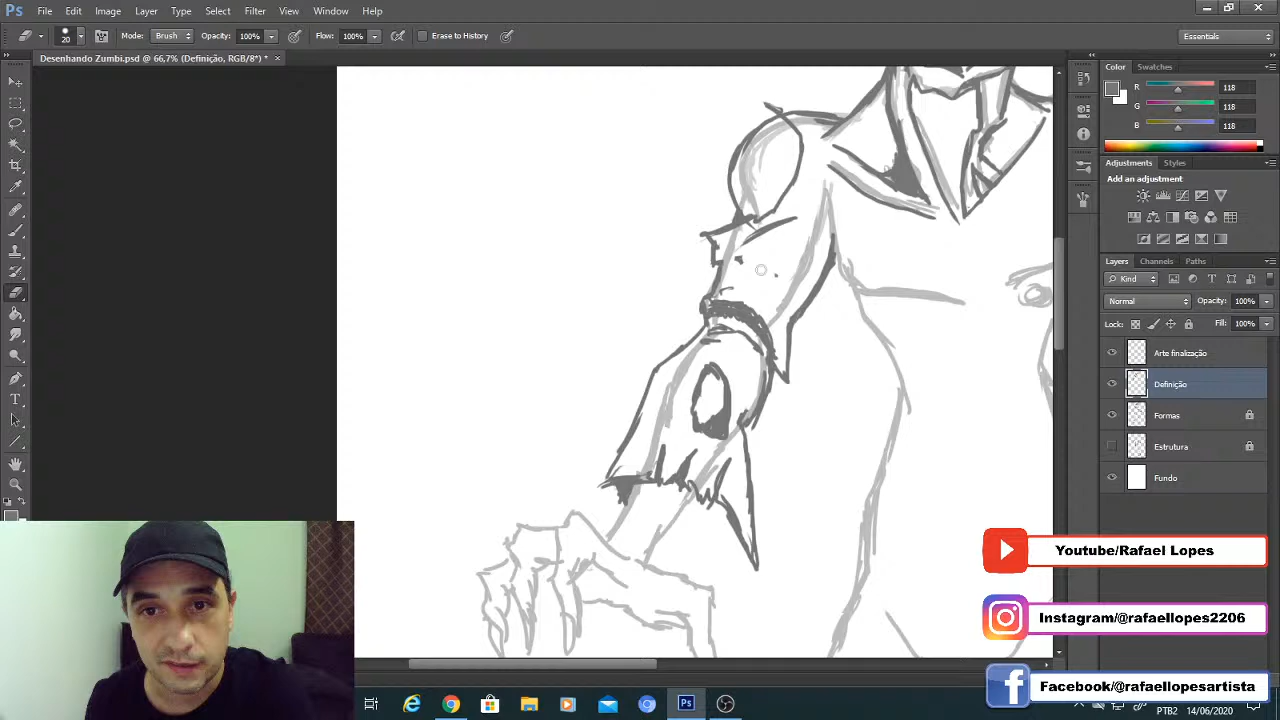 Ps File Edit Image Layer Type Select Filter View Window Help
20 Mode: Brush Opacity: 100% Flow: 100% Erase to History Essentials
Desenhando Zumbi.psd @ 66,7% (Definição, RGB/8*) * ×
Color Swatches
R 118
G 118
B 118
Adjustments Styles
Add an adjustment
Layers Channels Paths
Kind
Normal Opacity: 100%
Lock: Fill: 100%
Arte finalização
Definição
Formas
Estrutura
Fundo
Youtube/Rafael Lopes
Instagram/@rafaellopes2206
Facebook/@rafaellopesartista
Ps PTB2 14/06/2020